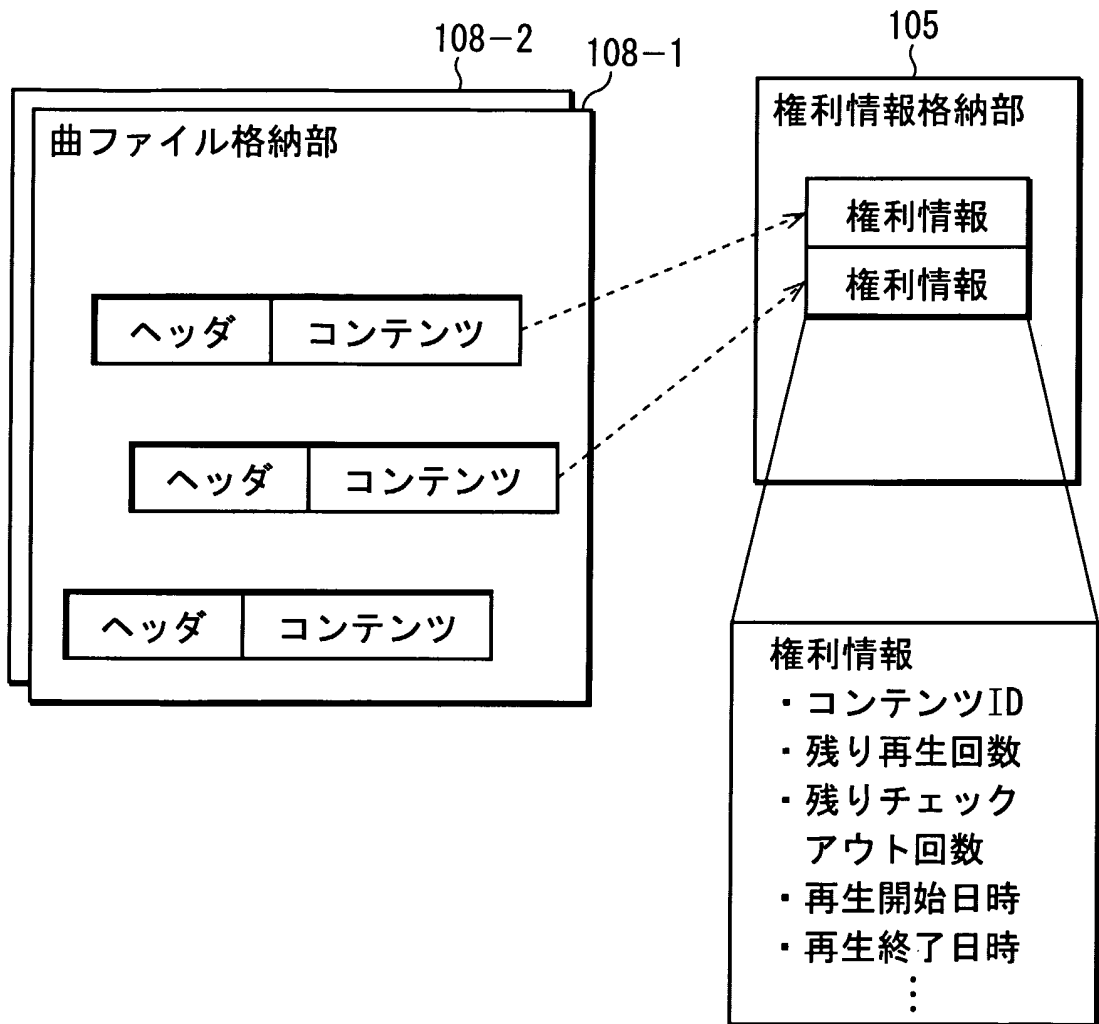 108-2
108-1
曲ファイル格納部
ヘッダ
コンテンツ
ヘッダ
コンテンツ
ヘッダ
コンテンツ
105
権利情報格納部
権利情報
権利情報
権利情報
・コンテンツID
・残り再生回数
・残りチェック
アウト回数
・再生開始日時
・再生終了日時
⋮